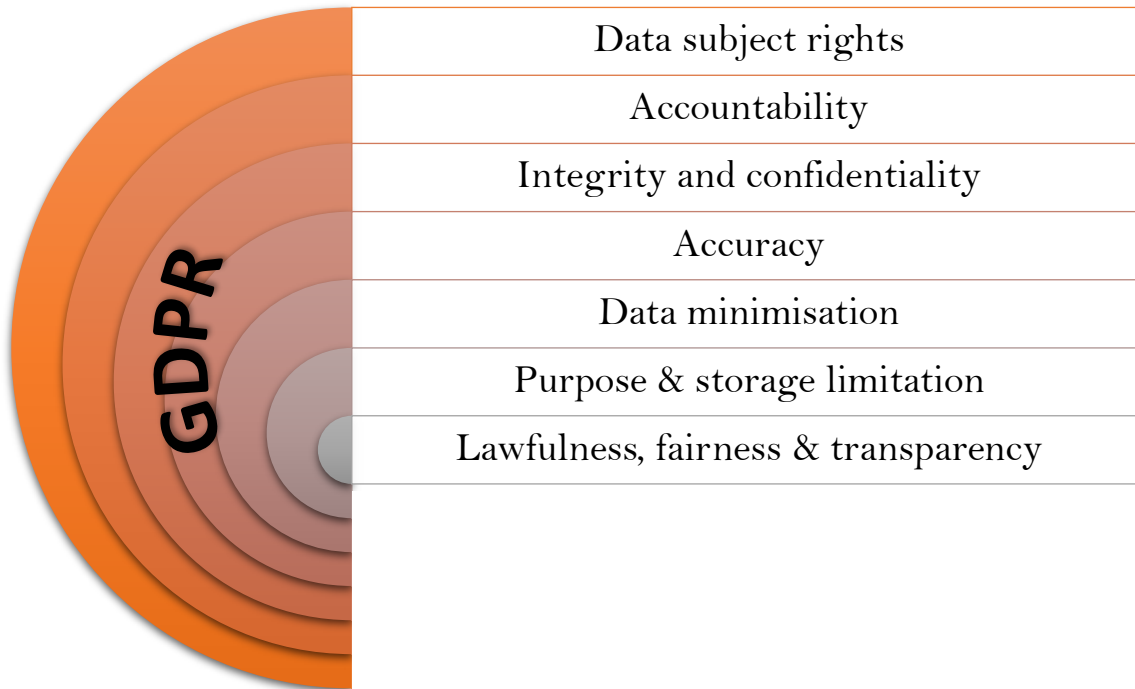 Data subject rights
Accountability
Integrity and confidentiality
Accuracy
Data minimisation
Purpose & storage limitation
Lawfulness, fairness & transparency
GDPR